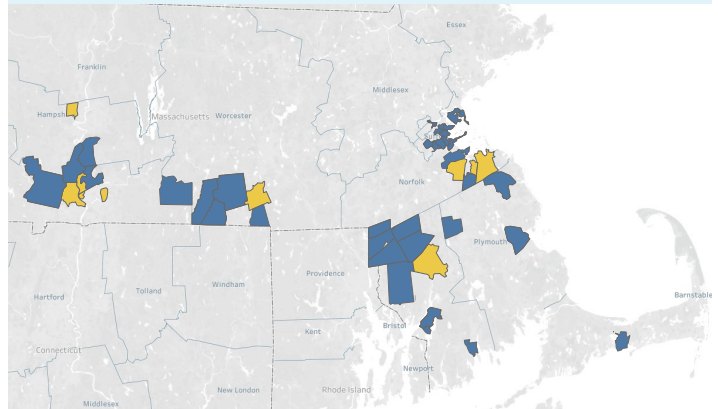 Essex
Franklin
Middlesex
Hampsh
Massachusetts
Worcester
Norfolk
Plymouth
Providence
Windham
Tolland
Hartford
Barnstable
Bristol
Kent
Connecticut
Newport
New London
Rhode Island
Middlesex